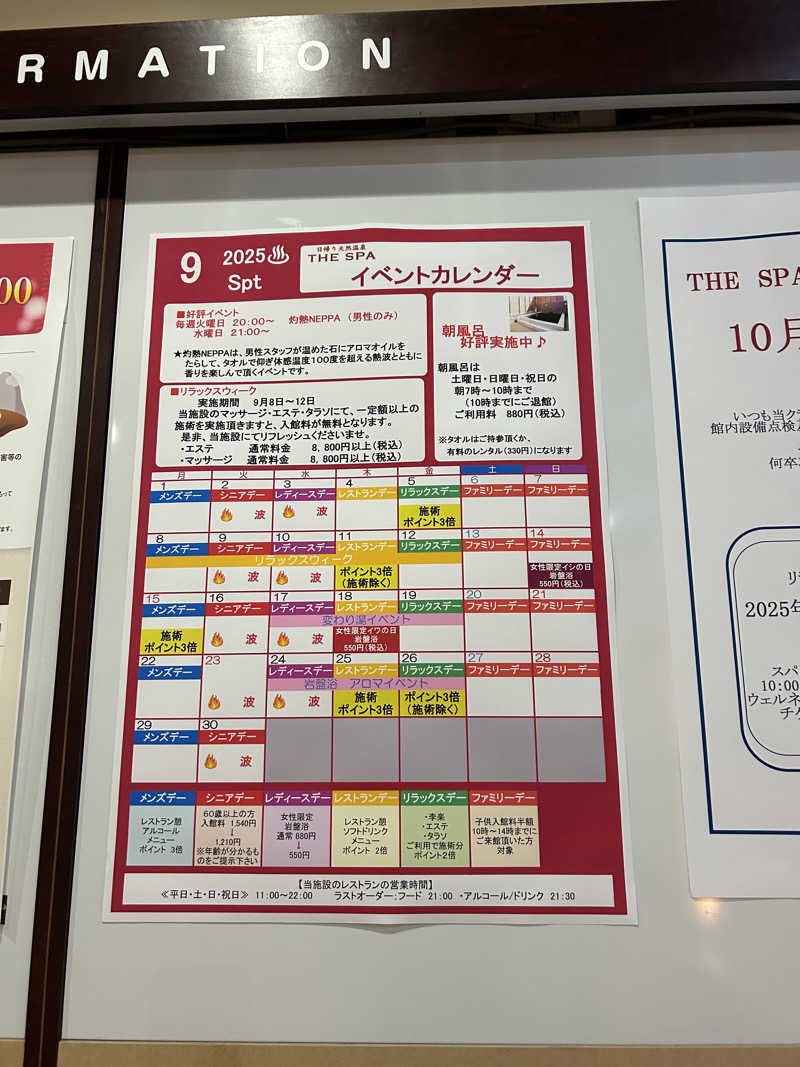 RMATION
9
2025
Spt
日帰り天然温泉
THE SPA
イベントカレンダー
■好評イベント
毎週火曜日 20:00～ 灼熱NEPPA（男性のみ）
水曜日 21:00～
★灼熱NEPPAは、男性スタッフが温めた石にアロマオイルを
たらして、タオルで仰ぎ体感温度100度を超える熱波とともに
香りを楽しんで頂くイベントです。
■リラックスウィーク
実施期間 9月8日～12日
当施設のマッサージ・エステ・タラソにて、一定額以上の
施術を実施頂きますと、入館料が無料となります。
是非、当施設にてリフレッシュくださいませ。
・エステ 通常料金 8,800円以上(税込)
・マッサージ 通常料金 8,800円以上(税込)
朝風呂
好評実施中♪
朝風呂は
土曜日・日曜日・祝日の
朝7時～10時まで
(10時までにご退館)
ご利用料 880円(税込)
※タオルはご持参頂くか、
有料のレンタル(330円)になります
月 火 水 木 金 土 日
1 2 3 4 5 6 7
メンズデー シニアデー レディースデー レストランデー リラックスデー ファミリーデー ファミリーデー
波 波 施術
ポイント3倍
8 9 10 11 12 13 14
メンズデー シニアデー レディースデー レストランデー リラックスデー ファミリーデー ファミリーデー
リラックスウィーク
波 波 ポイント3倍
(施術除く)
女性限定イシの日
岩盤浴
550円(税込)
15 16 17 18 19 20 21
メンズデー シニアデー レディースデー レストランデー リラックスデー ファミリーデー ファミリーデー
変わり湯イベント
施術
ポイント3倍
波 波
女性限定イワの日
岩盤浴
550円(税込)
22 23 24 25 26 27 28
メンズデー レディースデー レストランデー リラックスデー ファミリーデー ファミリーデー
岩盤浴 アロマイベント
波 波
施術
ポイント3倍
ポイント3倍
(施術除く)
29 30
メンズデー シニアデー
波
メンズデー
レストラン憩
アルコール
メニュー
ポイント 3倍
シニアデー
60歳以上の方
入館料 1,540円
↓
1,210円
※年齢が分かるも
のをご提示下さい
レディースデー
女性限定
岩盤浴
通常 880円
↓
550円
レストランデー
レストラン憩
ソフトドリンク
メニュー
ポイント 2倍
リラックスデー
・李楽
・エステ
・タラソ
ご利用で施術分
ポイント2倍
ファミリーデー
子供入館料半額
10時～14時までに
ご来館頂いた方
対象
【当施設のレストランの営業時間】
≪平日・土・日・祝日≫ 11:00～22:00 ラストオーダー:フード 21:00 ・アルコール/ドリンク 21:30
00
害等の
って
ます。
THE SPA
10月
いつも当ク
館内設備点検
何卒
リ
2025年
スパ
10:00
ウェルネ
チケ